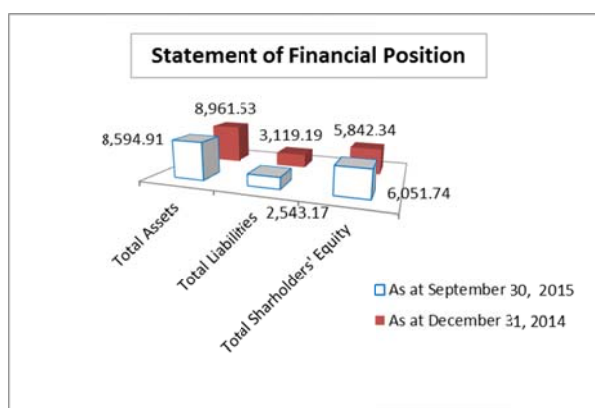 Statement of Financial Position
8,961.53
8,594.91
3,119.19
5,842.34
2,543.17
6,051.74
Total Assets
Total Liabilities
Total Sharholders' Equity
As at September 30, 2015
As at December 31, 2014